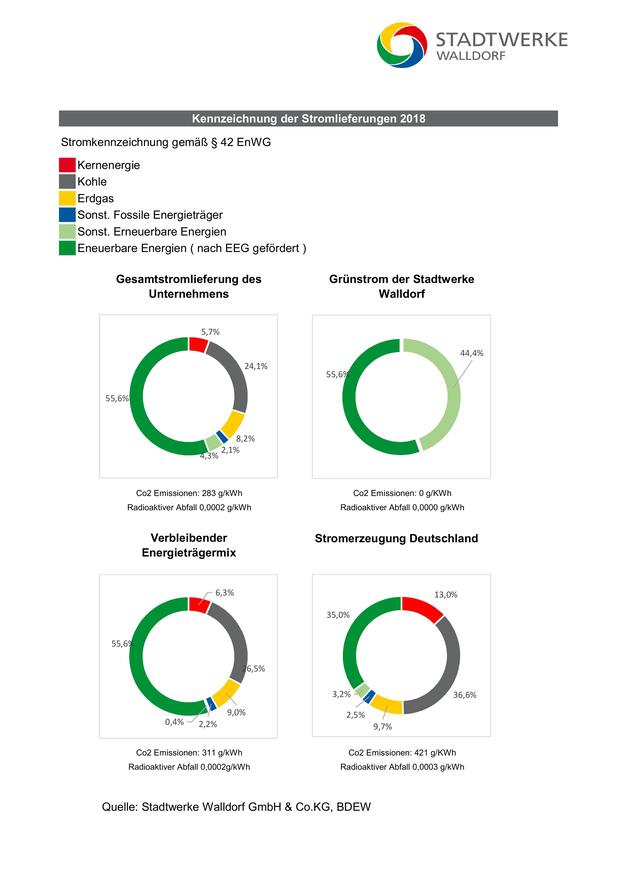 STADTWERKE
WALLDORF
Kennzeichnung der Stromlieferungen 2018
Stromkennzeichnung gemäß § 42 EnWG
Kernenergie
Kohle
Erdgas
Sonst. Fossile Energieträger
Sonst. Erneuerbare Energien
Eneuerbare Energien ( nach EEG gefördert )
Gesamtstromlieferung des
Unternehmens
5,7%
24,1%
55,6%
8,2%
2,1%
4,3%
Co2 Emissionen: 283 g/kWh
Radioaktiver Abfall 0,0002 g/kWh
Grünstrom der Stadtwerke
Walldorf
44,4%
55,6%
Co2 Emissionen: 0 g/KWh
Radioaktiver Abfall 0,0000 g/kWh
Verbleibender
Energieträgermix
6,3%
55,6%
26,5%
9,0%
0,4%
2,2%
Co2 Emissionen: 311 g/kWh
Radioaktiver Abfall 0,0002g/kWh
Stromerzeugung Deutschland
13,0%
35,0%
36,6%
3,2%
2,5%
9,7%
Co2 Emissionen: 421 g/KWh
Radioaktiver Abfall 0,0003 g/kWh
Quelle: Stadtwerke Walldorf GmbH & Co.KG, BDEW